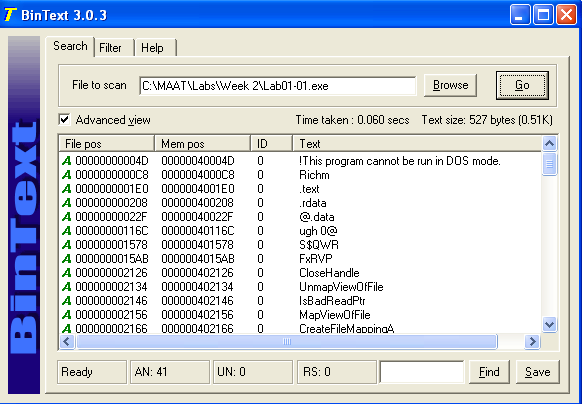 BinText 3.0.3
Search Filter Help
File to scan C:\MAAT\Labs\Week 2\Lab01-01.exe Browse Go
Advanced view Time taken : 0.060 secs Text size: 527 bytes (0.51K)
File pos Mem pos ID Text
A 00000000004D 00000040004D 0 !This program cannot be run in DOS mode.
A 0000000000C8 0000004000C8 0 Richm
A 0000000001E0 0000004001E0 0 .text
A 000000000208 000000400208 0 .rdata
A 00000000022F 00000040022F 0 @.data
A 00000000116C 00000040116C 0 ugh 0@
A 000000001578 000000401578 0 S$QWR
A 0000000015AB 0000004015AB 0 FxRVP
A 000000002126 000000402126 0 CloseHandle
A 000000002134 000000402134 0 UnmapViewOfFile
A 000000002146 000000402146 0 IsBadReadPtr
A 000000002156 000000402156 0 MapViewOfFile
A 000000002166 000000402166 0 CreateFileMappingA
Ready AN: 41 UN: 0 RS: 0 Find Save
BinText